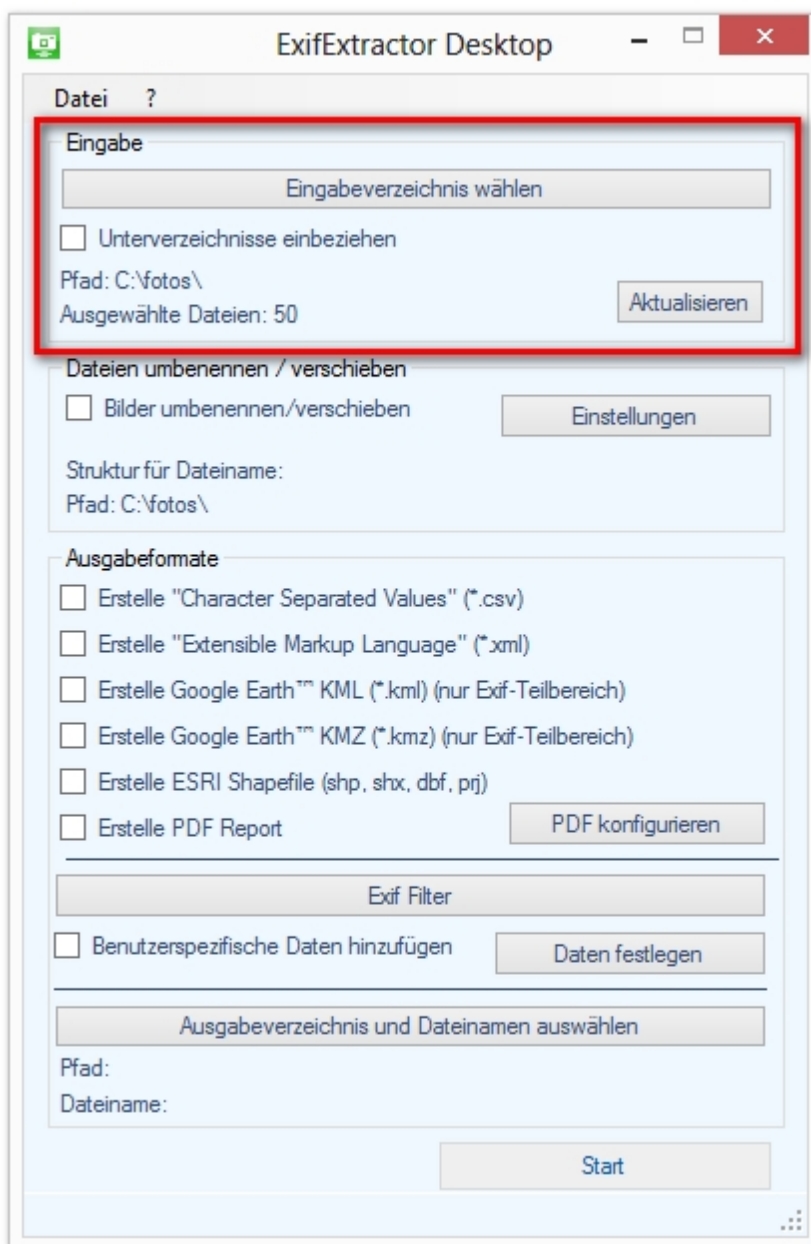 ExifExtractor Desktop
Datei ?
Eingabe
Eingabeverzeichnis wählen
Unterverzeichnisse einbeziehen
Pfad: C:\fotos\
Ausgewählte Dateien: 50
Aktualisieren
Dateien umbenennen / verschieben
Bilder umbenennen/verschieben
Einstellungen
Struktur für Dateiname:
Pfad: C:\fotos\
Ausgabeformate
Erstelle "Character Separated Values" (*.csv)
Erstelle "Extensible Markup Language" (*.xml)
Erstelle Google Earth™ KML (*.kml) (nur Exif-Teilbereich)
Erstelle Google Earth™ KMZ (*.kmz) (nur Exif-Teilbereich)
Erstelle ESRI Shapefile (shp, shx, dbf, prj)
Erstelle PDF Report
PDF konfigurieren
Exif Filter
Benutzerspezifische Daten hinzufügen
Daten festlegen
Ausgabeverzeichnis und Dateinamen auswählen
Pfad:
Dateiname:
Start